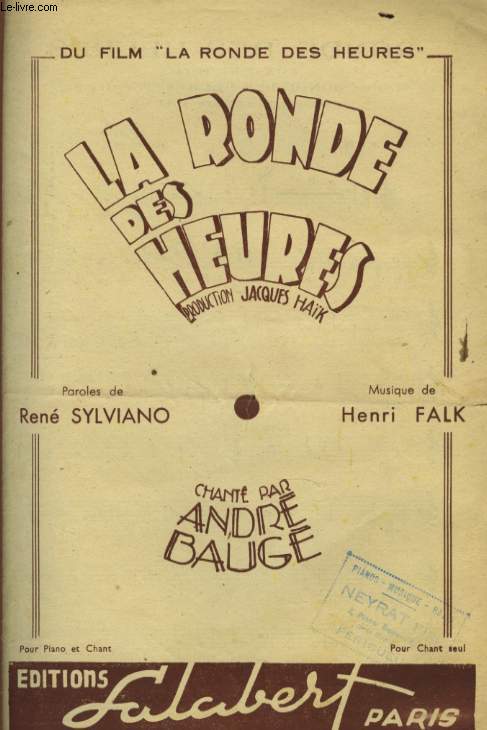 Le-livre.com
DU FILM "LA RONDE DES HEURES"
LA RONDE
DES
HEURES
PRODUCTION JACQUES HAÏK
Paroles de
René SYLVIANO
Musique de
Henri FALK
CHANTÉ PAR
ANDRÉ
BAUGÉ
PIANOS - MUSIQUE -
NEYRAT
Pour Piano et Chant
Pour Chant seul
EDITIONS
Salabert
PARIS